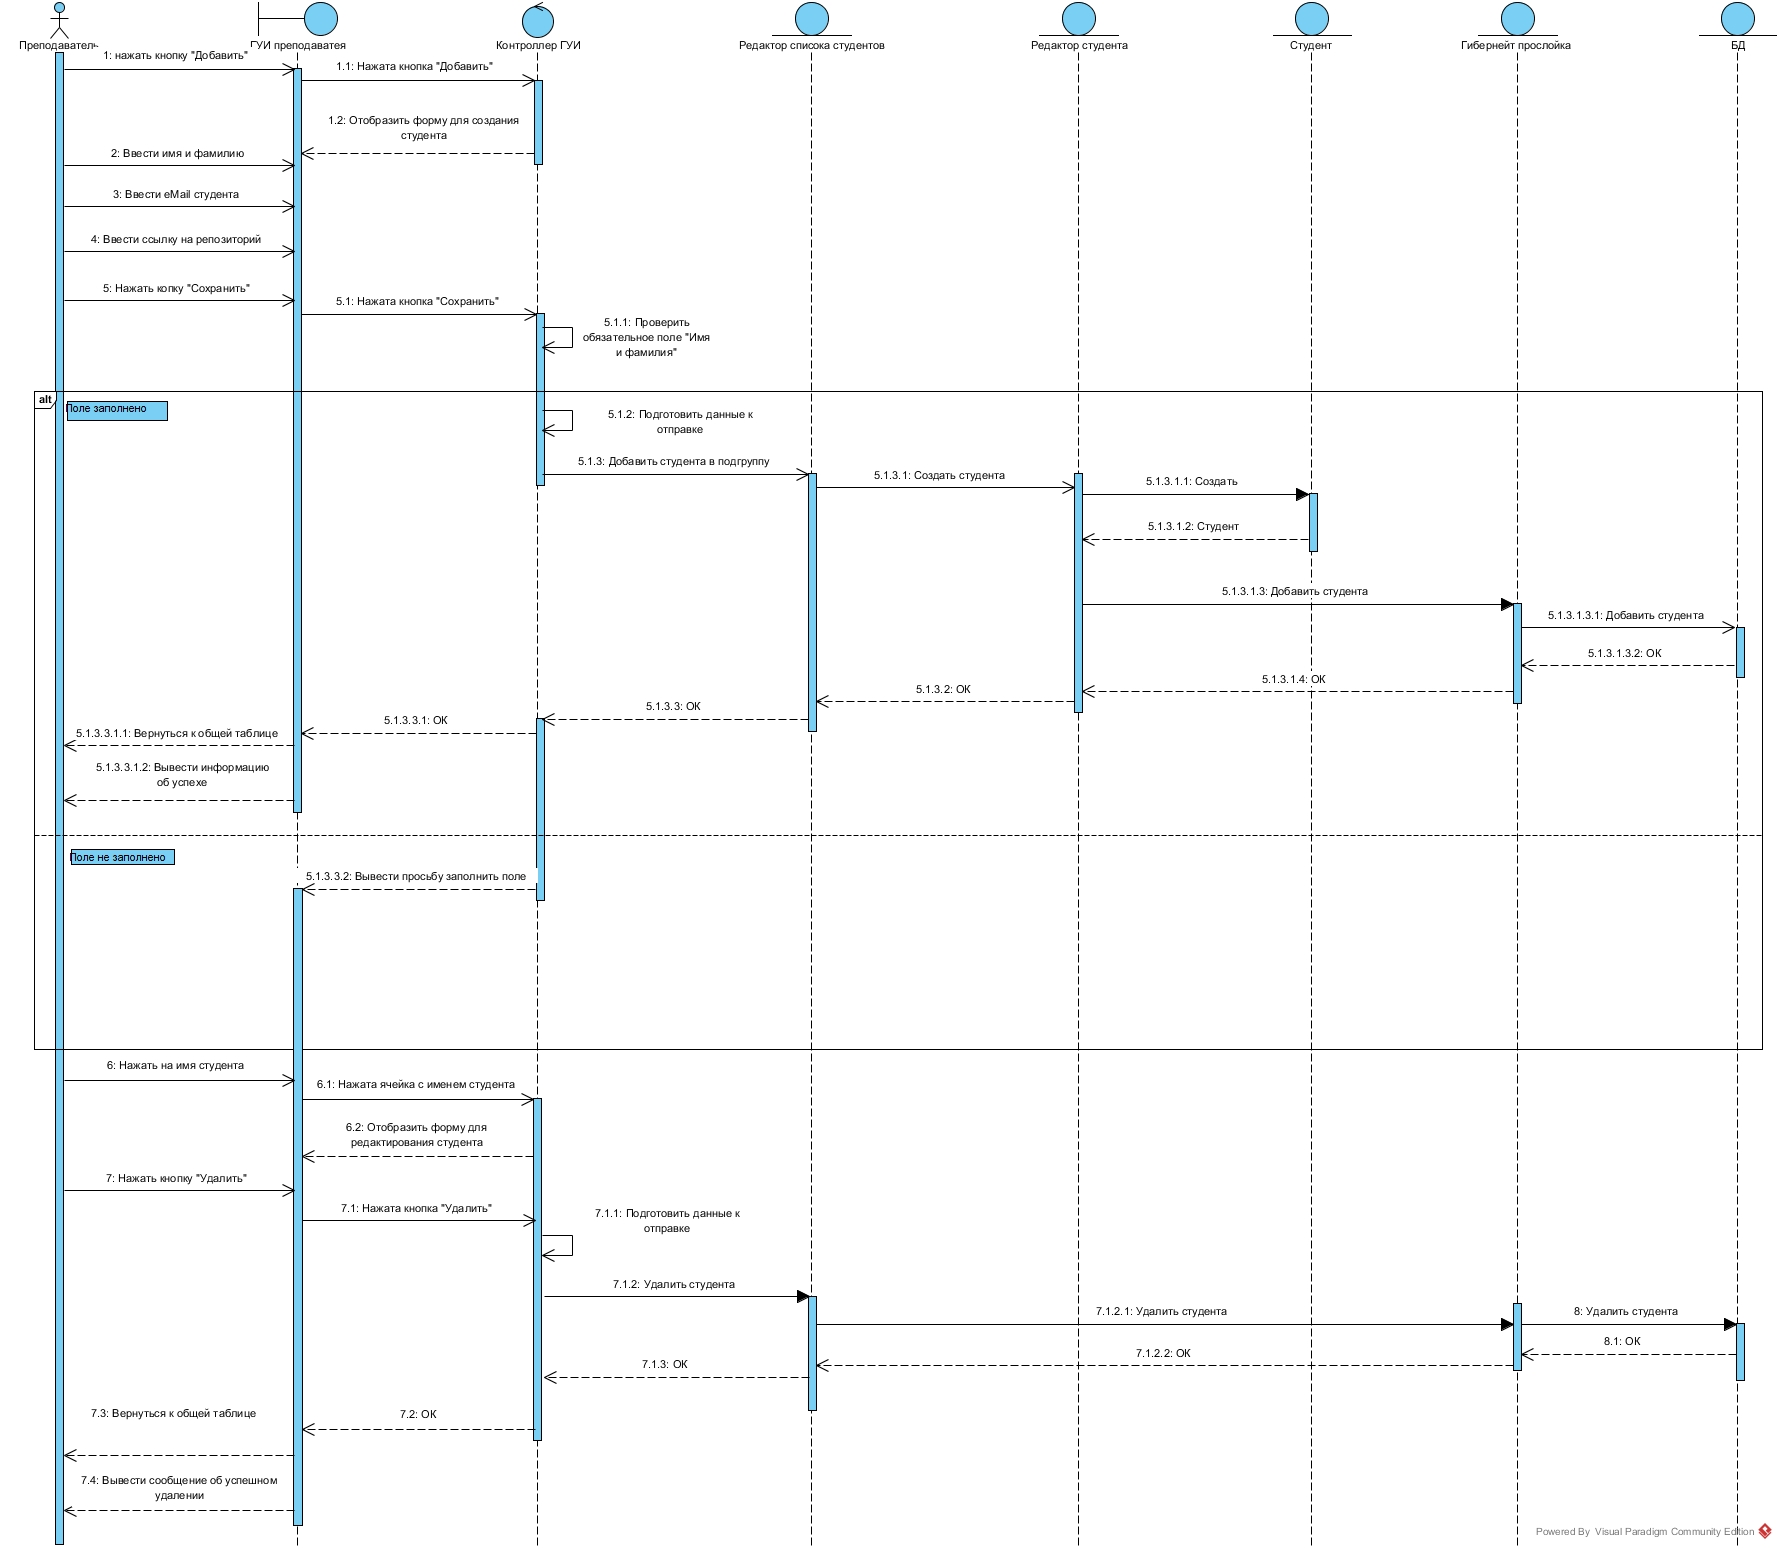 Преподаватель
ГУИ преподаватея
Контроллер ГУИ
Редактор списока студентов
Редактор студента
Студент
Гибернейт прослойка
БД
1: нажать кнопку "Добавить"
1.1: Нажата кнопка "Добавить"
1.2: Отобразить форму для создания
студента
2: Ввести имя и фамилию
3: Ввести eMail студента
4: Ввести ссылку на репозиторий
5: Нажать копку "Сохранить"
5.1: Нажата кнопка "Сохранить"
5.1.1: Проверить
обязательное поле "Имя
и фамилия"
alt
Поле заполнено
5.1.2: Подготовить данные к
отправке
5.1.3: Добавить студента в подгруппу
5.1.3.1: Создать студента
5.1.3.1.1: Создать
5.1.3.1.2: Студент
5.1.3.1.3: Добавить студента
5.1.3.1.3.1: Добавить студента
5.1.3.1.3.2: ОК
5.1.3.1.4: ОК
5.1.3.2: ОК
5.1.3.3: ОК
5.1.3.3.1: ОК
5.1.3.3.1.1: Вернуться к общей таблице
5.1.3.3.1.2: Вывести информацию
об успехе
Поле не заполнено
5.1.3.3.2: Вывести просьбу заполнить поле
6: Нажать на имя студента
6.1: Нажата ячейка с именем студента
6.2: Отобразить форму для
редактирования студента
7: Нажать кнопку "Удалить"
7.1: Нажата кнопка "Удалить"
7.1.1: Подготовить данные к
отправке
7.1.2: Удалить студента
7.1.2.1: Удалить студента
8: Удалить студента
8.1: ОК
7.1.2.2: ОК
7.1.3: ОК
7.2: ОК
7.3: Вернуться к общей таблице
7.4: Вывести сообщение об успешном
удалении
Powered By Visual Paradigm Community Edition